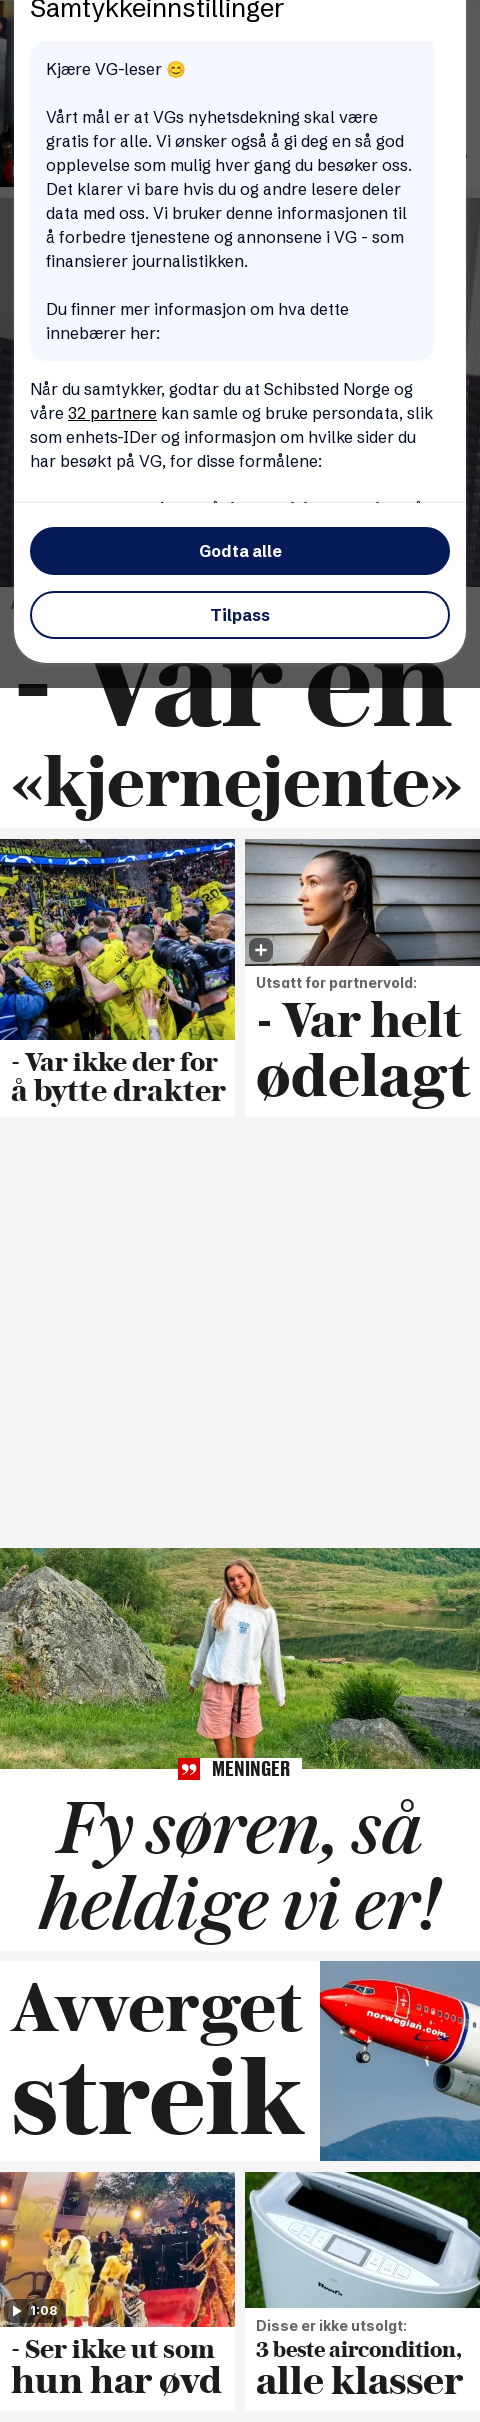 Samtykkeinnstillinger
Kjære VG-leser 😊
Vårt mål er at VGs nyhetsdekning skal være
gratis for alle. Vi ønsker også å gi deg en så god
opplevelse som mulig hver gang du besøker oss.
Det klarer vi bare hvis du og andre lesere deler
data med oss. Vi bruker denne informasjonen til
å forbedre tjenestene og annonsene i VG - som
finansierer journalistikken.
Du finner mer informasjon om hva dette
innebærer her:
Når du samtykker, godtar du at Schibsted Norge og
våre 32 partnere kan samle og bruke persondata, slik
som enhets-IDer og informasjon om hvilke sider du
har besøkt på VG, for disse formålene:
Godta alle
Tilpass
- Var en
«kjernejente»
- Var ikke der for
å bytte drakter
Utsatt for partnervold:
- Var helt
ødelagt
MENINGER
Fy søren, så
heldige vi er!
Avverget
streik
norwegian.com
1:08
- Ser ikke ut som
hun har øvd
Wood's
Disse er ikke utsolgt:
3 beste aircondition,
alle klasser